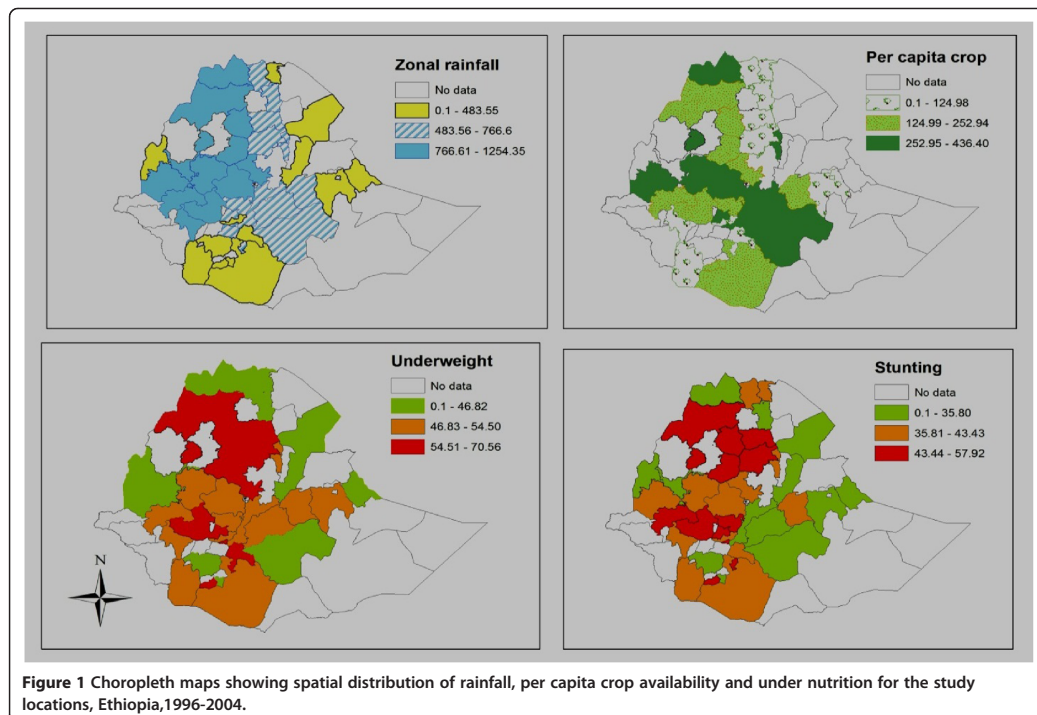 Zonal rainfall
No data
0.1 - 483.55
483.56 - 766.6
766.61 - 1254.35
Per capita crop
No data
0.1 - 124.98
124.99 - 252.94
252.95 - 436.40
Underweight
No data
0.1 - 46.82
46.83 - 54.50
54.51 - 70.56
N
Stunting
No data
0.1 - 35.80
35.81 - 43.43
43.44 - 57.92
Figure 1 Choropleth maps showing spatial distribution of rainfall, per capita crop availability and under nutrition for the study
locations, Ethiopia,1996-2004.